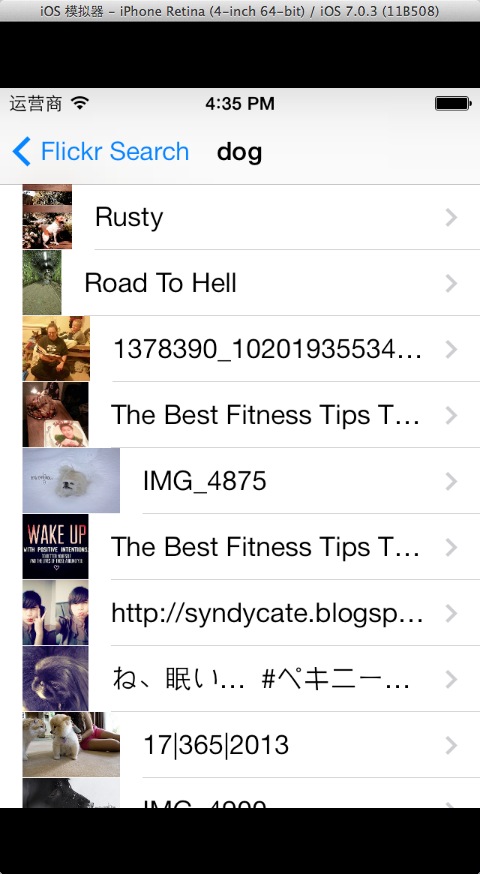 iOS 模拟器 - iPhone Retina (4-inch 64-bit) / iOS 7.0.3 (11B508)
运营商 4:35 PM
Flickr Search dog
Rusty
Road To Hell
1378390_10201935534...
The Best Fitness Tips T...
IMG_4875
WAKE UP
WITH POSITIVE INTENTIONS.
The Best Fitness Tips T...
http://syndycate.blogsp...
ね、眠い... #ペキニー...
17|365|2013